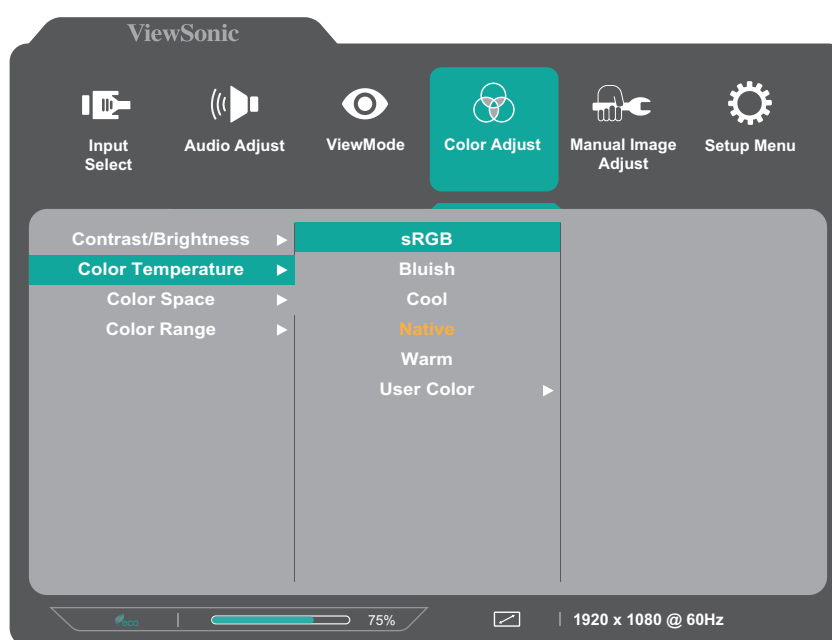 ViewSonic
Input
Select
Audio Adjust
ViewMode
Color Adjust
Manual Image
Adjust
Setup Menu
Contrast/Brightness
Color Temperature
Color Space
Color Range
sRGB
Bluish
Cool
Native
Warm
User Color
eco
75%
1920 x 1080 @ 60Hz